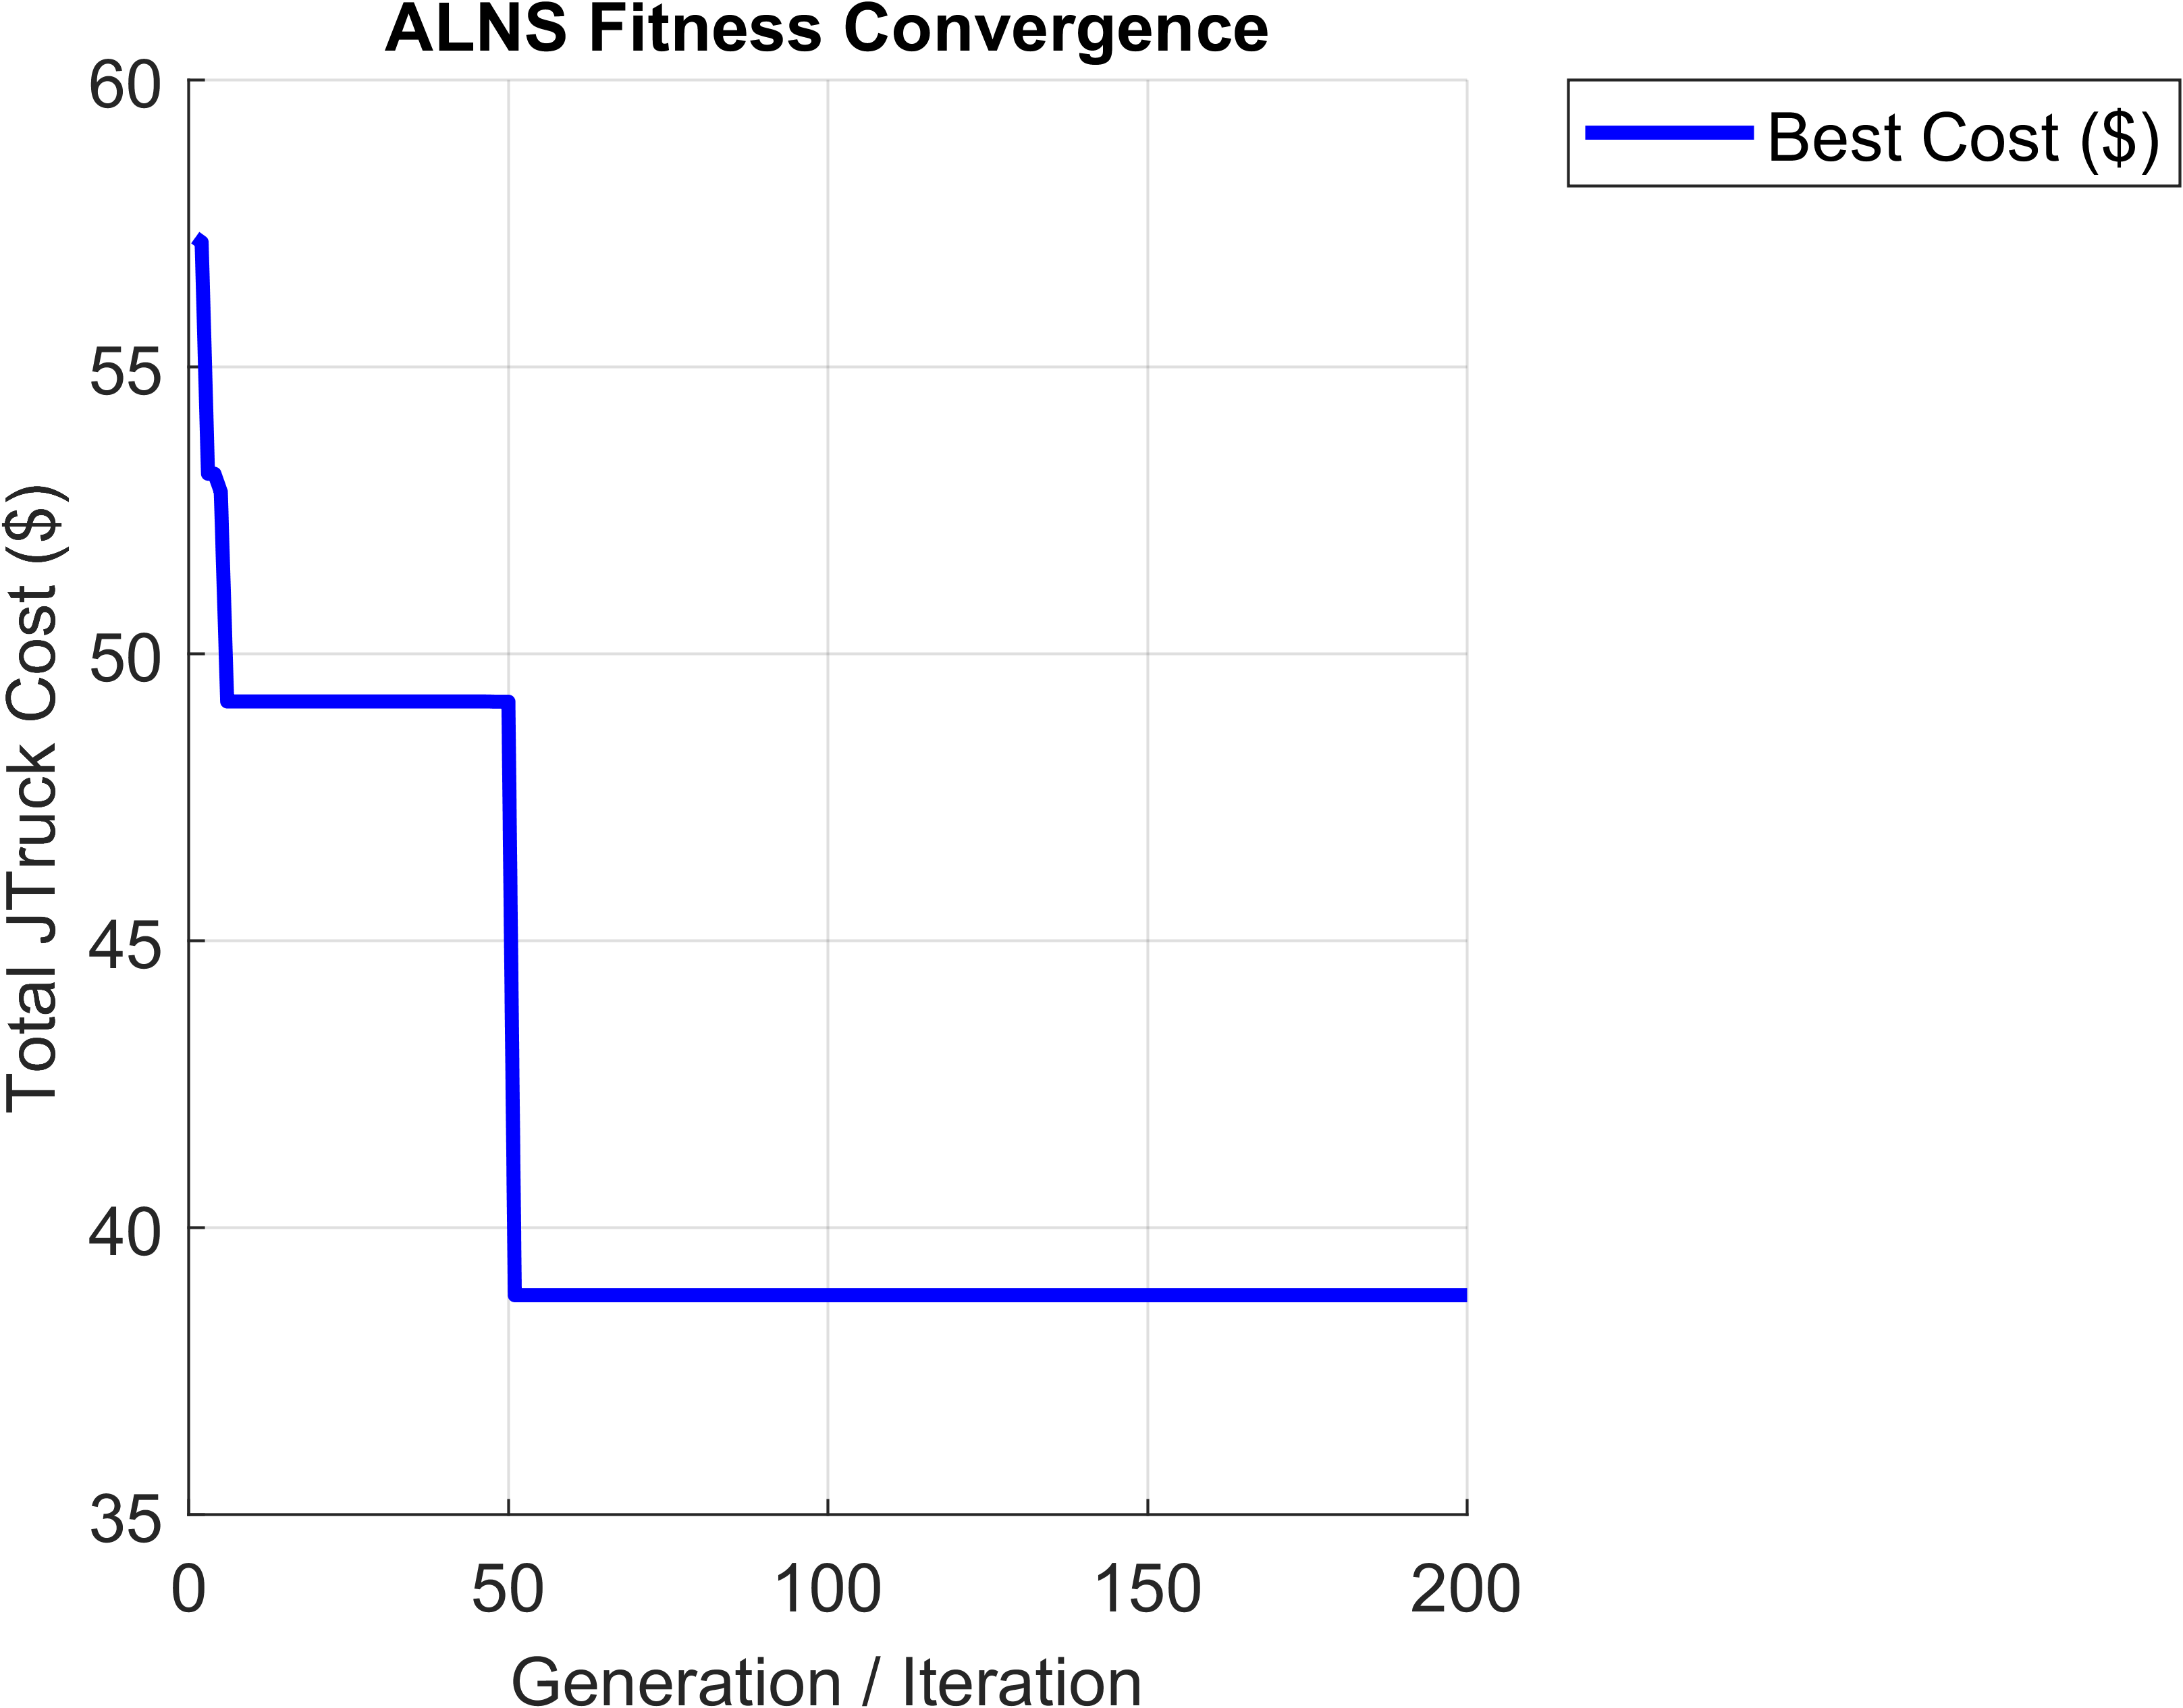 ALNS Fitness Convergence
Best Cost ($)
Total JTruck Cost ($)
60
55
50
45
40
35
0 50 100 150 200
Generation / Iteration